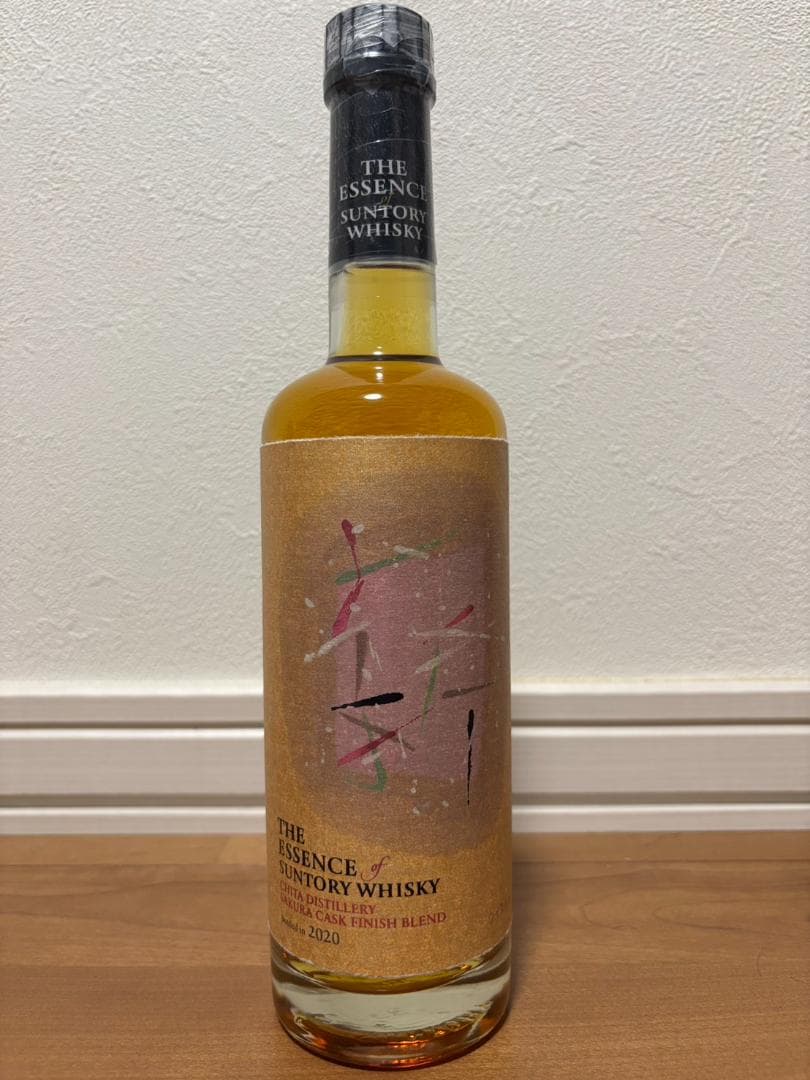 THE
ESSENCE
of
SUNTORY
WHISKY
THE
ESSENCE of
SUNTORY WHISKY
CHITA DISTILLERY
SAKURA CASK FINISH BLEND
bottled in 2020